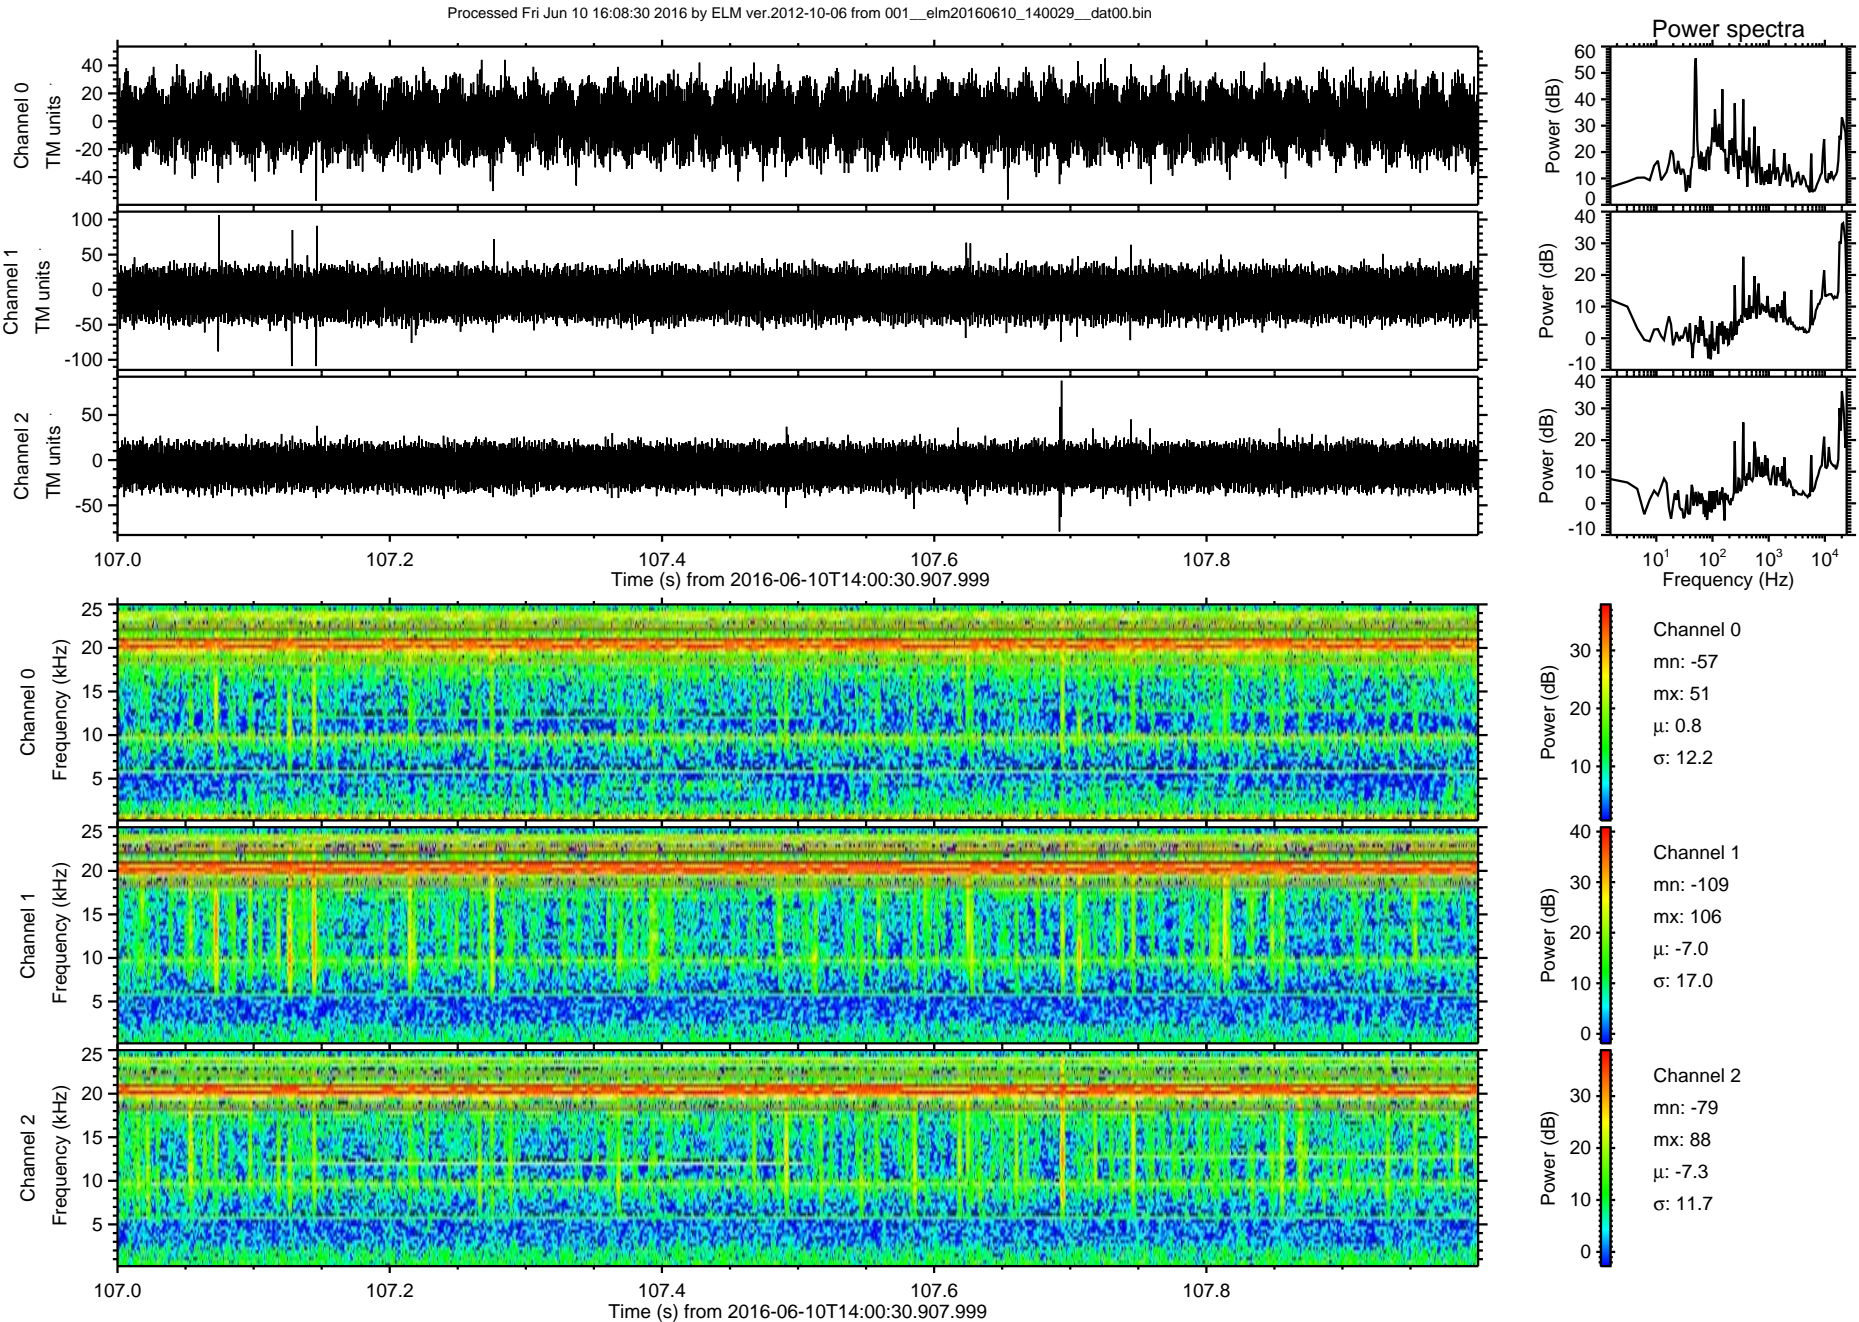 Processed Fri Jun 10 16:08:30 2016 by ELM ver.2012-10-06 from 001__elm20160610_140029__dat00.bin
Power spectra
Channel 0
TM units
40
20
0
-20
-40
Power (dB)
60
50
40
30
20
10
0
Channel 1
TM units
100
50
0
-50
-100
Power (dB)
40
30
20
10
0
-10
Channel 2
TM units
50
0
-50
Power (dB)
40
30
20
10
0
-10
107.0 107.2 107.4 107.6 107.8
Time (s) from 2016-06-10T14:00:30.907.999
10¹ 10² 10³ 10⁴
Frequency (Hz)
Channel 0
Frequency (kHz)
25
20
15
10
5
Power (dB)
30
20
10
Channel 0
mn: -57
mx: 51
μ: 0.8
σ: 12.2
Channel 1
Frequency (kHz)
25
20
15
10
5
Power (dB)
40
30
20
10
0
Channel 1
mn: -109
mx: 106
μ: -7.0
σ: 17.0
Channel 2
Frequency (kHz)
25
20
15
10
5
Power (dB)
30
20
10
0
Channel 2
mn: -79
mx: 88
μ: -7.3
σ: 11.7
107.0 107.2 107.4 107.6 107.8
Time (s) from 2016-06-10T14:00:30.907.999